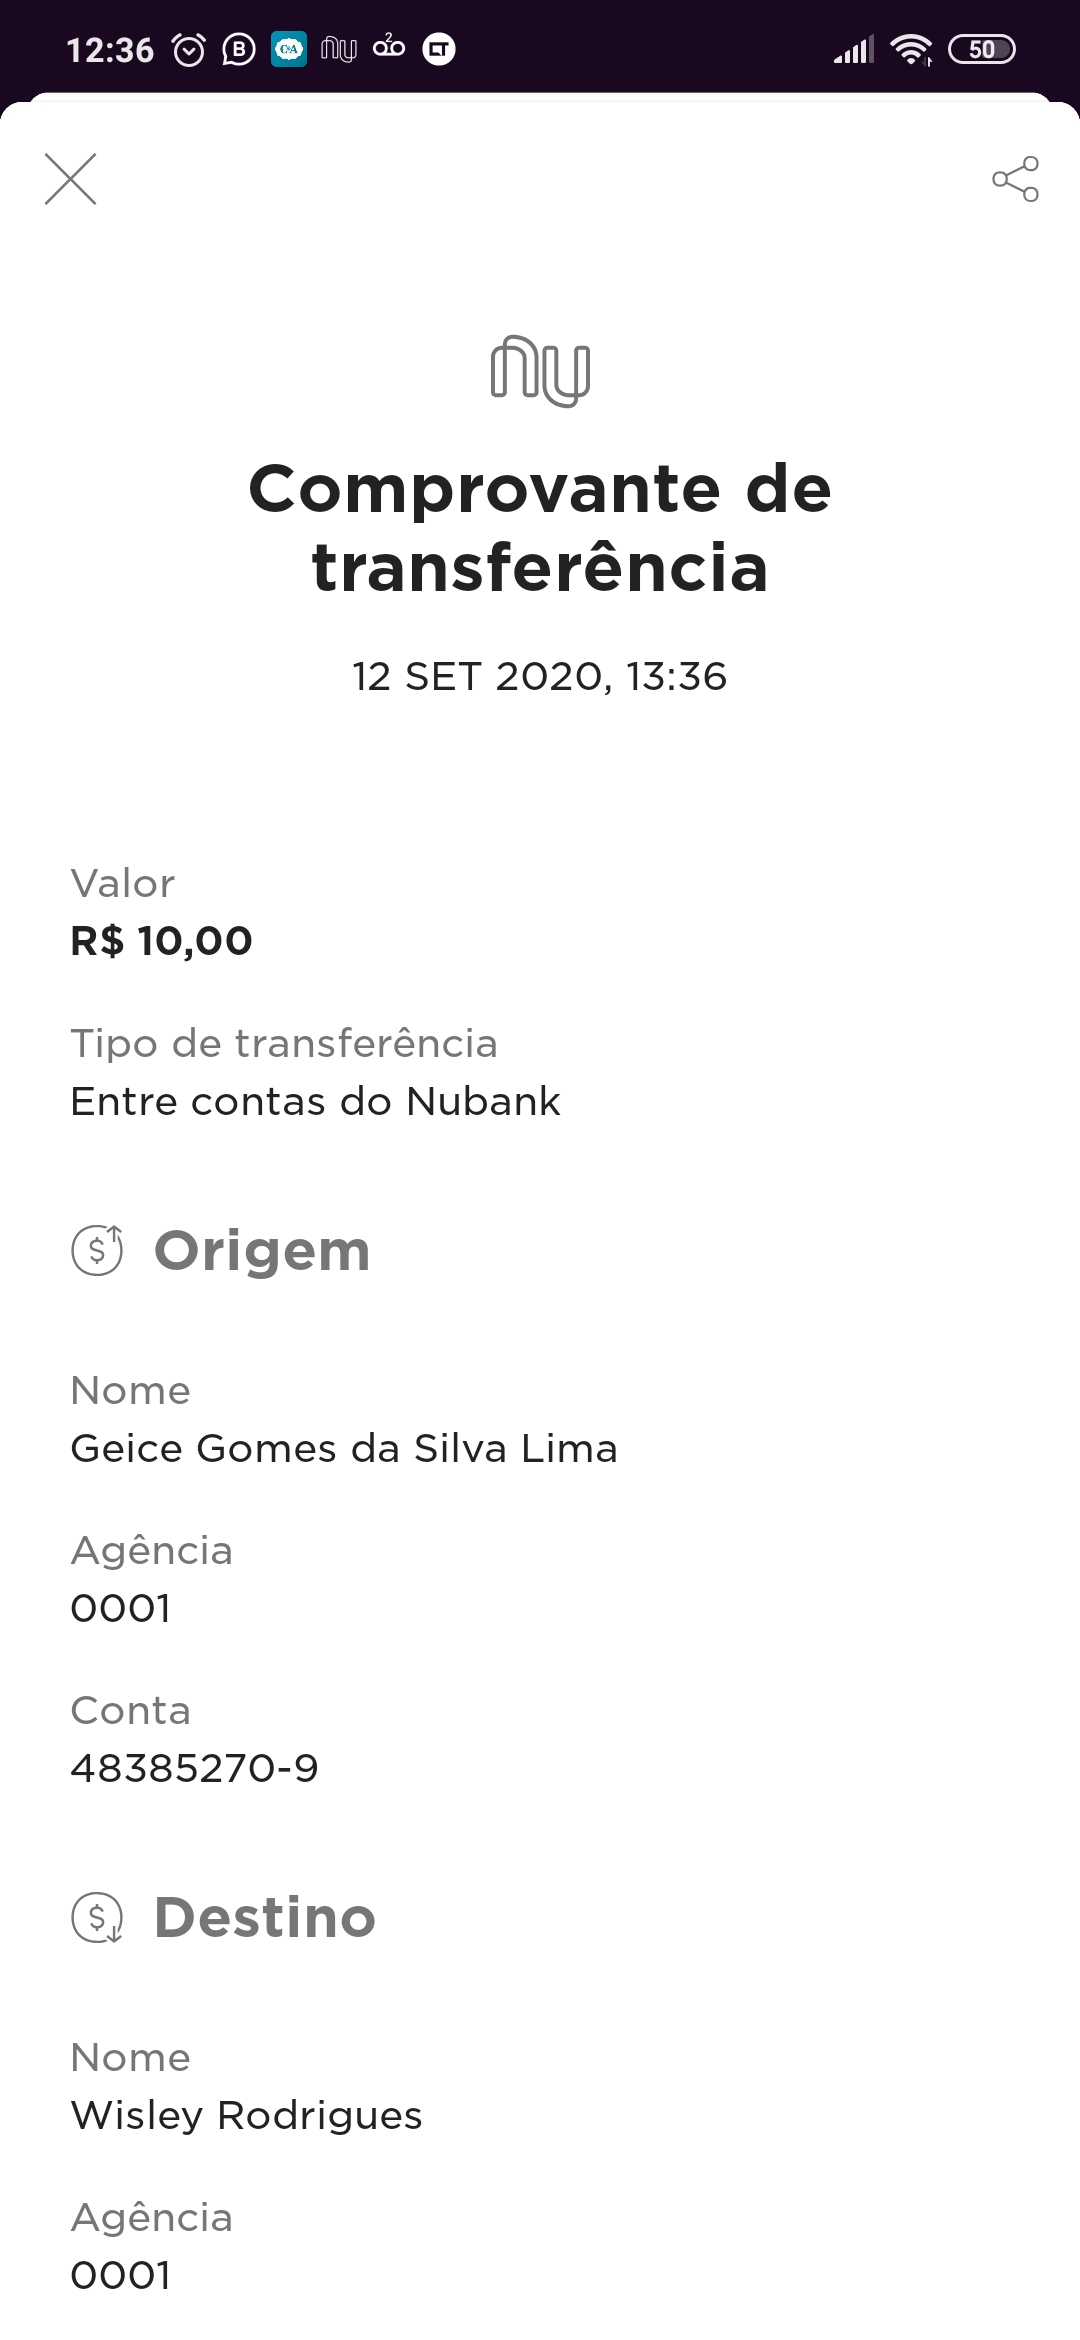 12:36
50
Comprovante de
transferência
12 SET 2020, 13:36
Valor
R$ 10,00
Tipo de transferência
Entre contas do Nubank
Origem
Nome
Geice Gomes da Silva Lima
Agência
0001
Conta
48385270-9
Destino
Nome
Wisley Rodrigues
Agência
0001